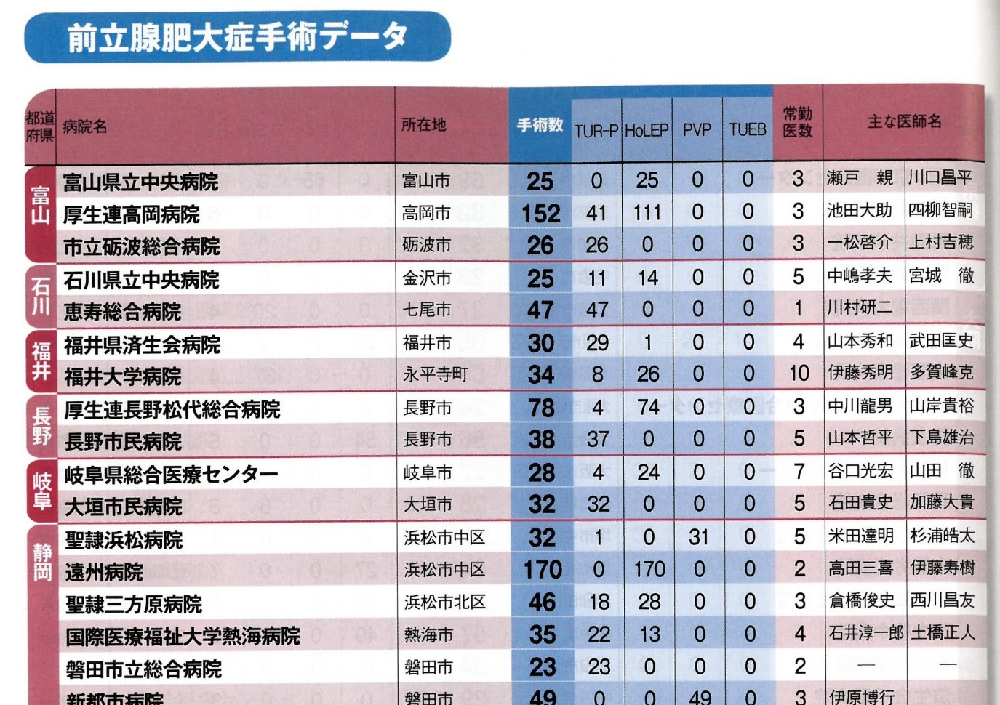 前立腺肥大症手術データ
都道府県 病院名 所在地 手術数 TUR-P HoLEP PVP TUEB 常勤医数 主な医師名
富山 富山県立中央病院 富山市 25 0 25 0 0 3 瀬戸 親 川口昌平
厚生連高岡病院 高岡市 152 41 111 0 0 3 池田大助 四柳智嗣
市立砺波総合病院 砺波市 26 26 0 0 0 3 一松啓介 上村吉穂
石川 石川県立中央病院 金沢市 25 11 14 0 0 5 中嶋孝夫 宮城 徹
恵寿総合病院 七尾市 47 47 0 0 0 1 川村研二
福井 福井県済生会病院 福井市 30 29 1 0 0 4 山本秀和 武田匡史
福井大学病院 永平寺町 34 8 26 0 0 10 伊藤秀明 多賀峰克
長野 厚生連長野松代総合病院 長野市 78 4 74 0 0 3 中川龍男 山岸貴裕
長野市民病院 長野市 38 37 0 0 0 5 山本哲平 下島雄治
岐阜 岐阜県総合医療センター 岐阜市 28 4 24 0 0 7 谷口光宏 山田 徹
大垣市民病院 大垣市 32 32 0 0 0 5 石田貴史 加藤大貴
静岡 聖隷浜松病院 浜松市中区 32 1 0 31 0 5 米田達明 杉浦皓太
遠州病院 浜松市中区 170 0 170 0 0 2 高田三喜 伊藤寿樹
聖隷三方原病院 浜松市北区 46 18 28 0 0 3 倉橋俊史 西川昌友
国際医療福祉大学熱海病院 熱海市 35 22 13 0 0 4 石井淳一郎 土橋正人
磐田市立総合病院 磐田市 23 23 0 0 0 2 — —
新都市病院 磐田市 49 0 0 49 0 3 伊原博行